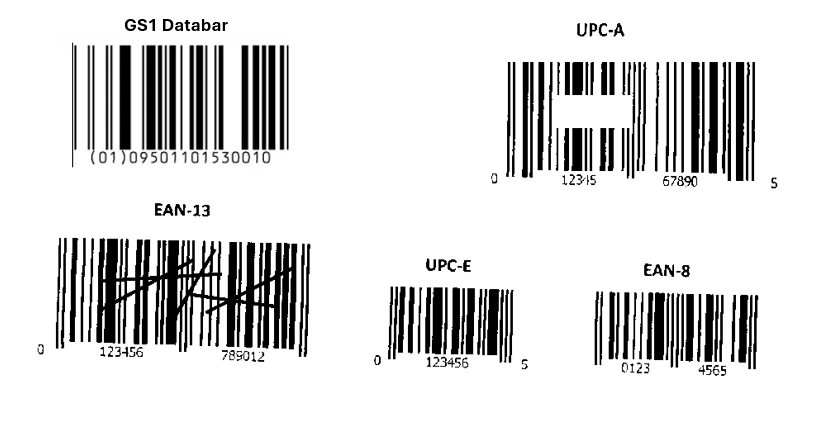 GS1 Databar
(01)09501101530010
UPC-A
0 12345 67890 5
EAN-13
0 123456 789012
UPC-E
0 123456 5
EAN-8
0123 4565